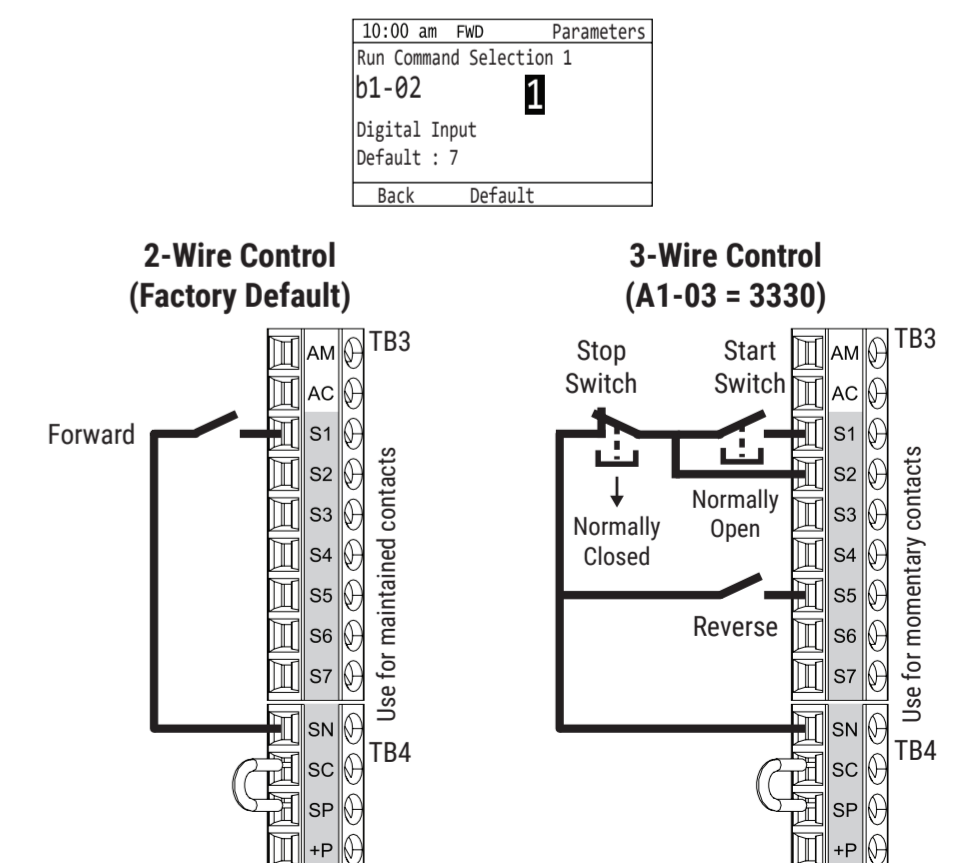 10:00 am FWD Parameters
Run Command Selection 1
b1-02 1
Digital Input
Default : 7
Back Default
2-Wire Control
(Factory Default)
AM
TB3
AC
Forward
S1
S2
S3
S4
S5
S6
S7
Use for maintained contacts
SN
TB4
SC
SP
+P
3-Wire Control
(A1-03 = 3330)
Stop
Switch
Start
Switch
AM
TB3
AC
S1
S2
Normally
Closed
Normally
Open
S3
S4
S5
Reverse
S6
S7
Use for momentary contacts
SN
TB4
SC
SP
+P